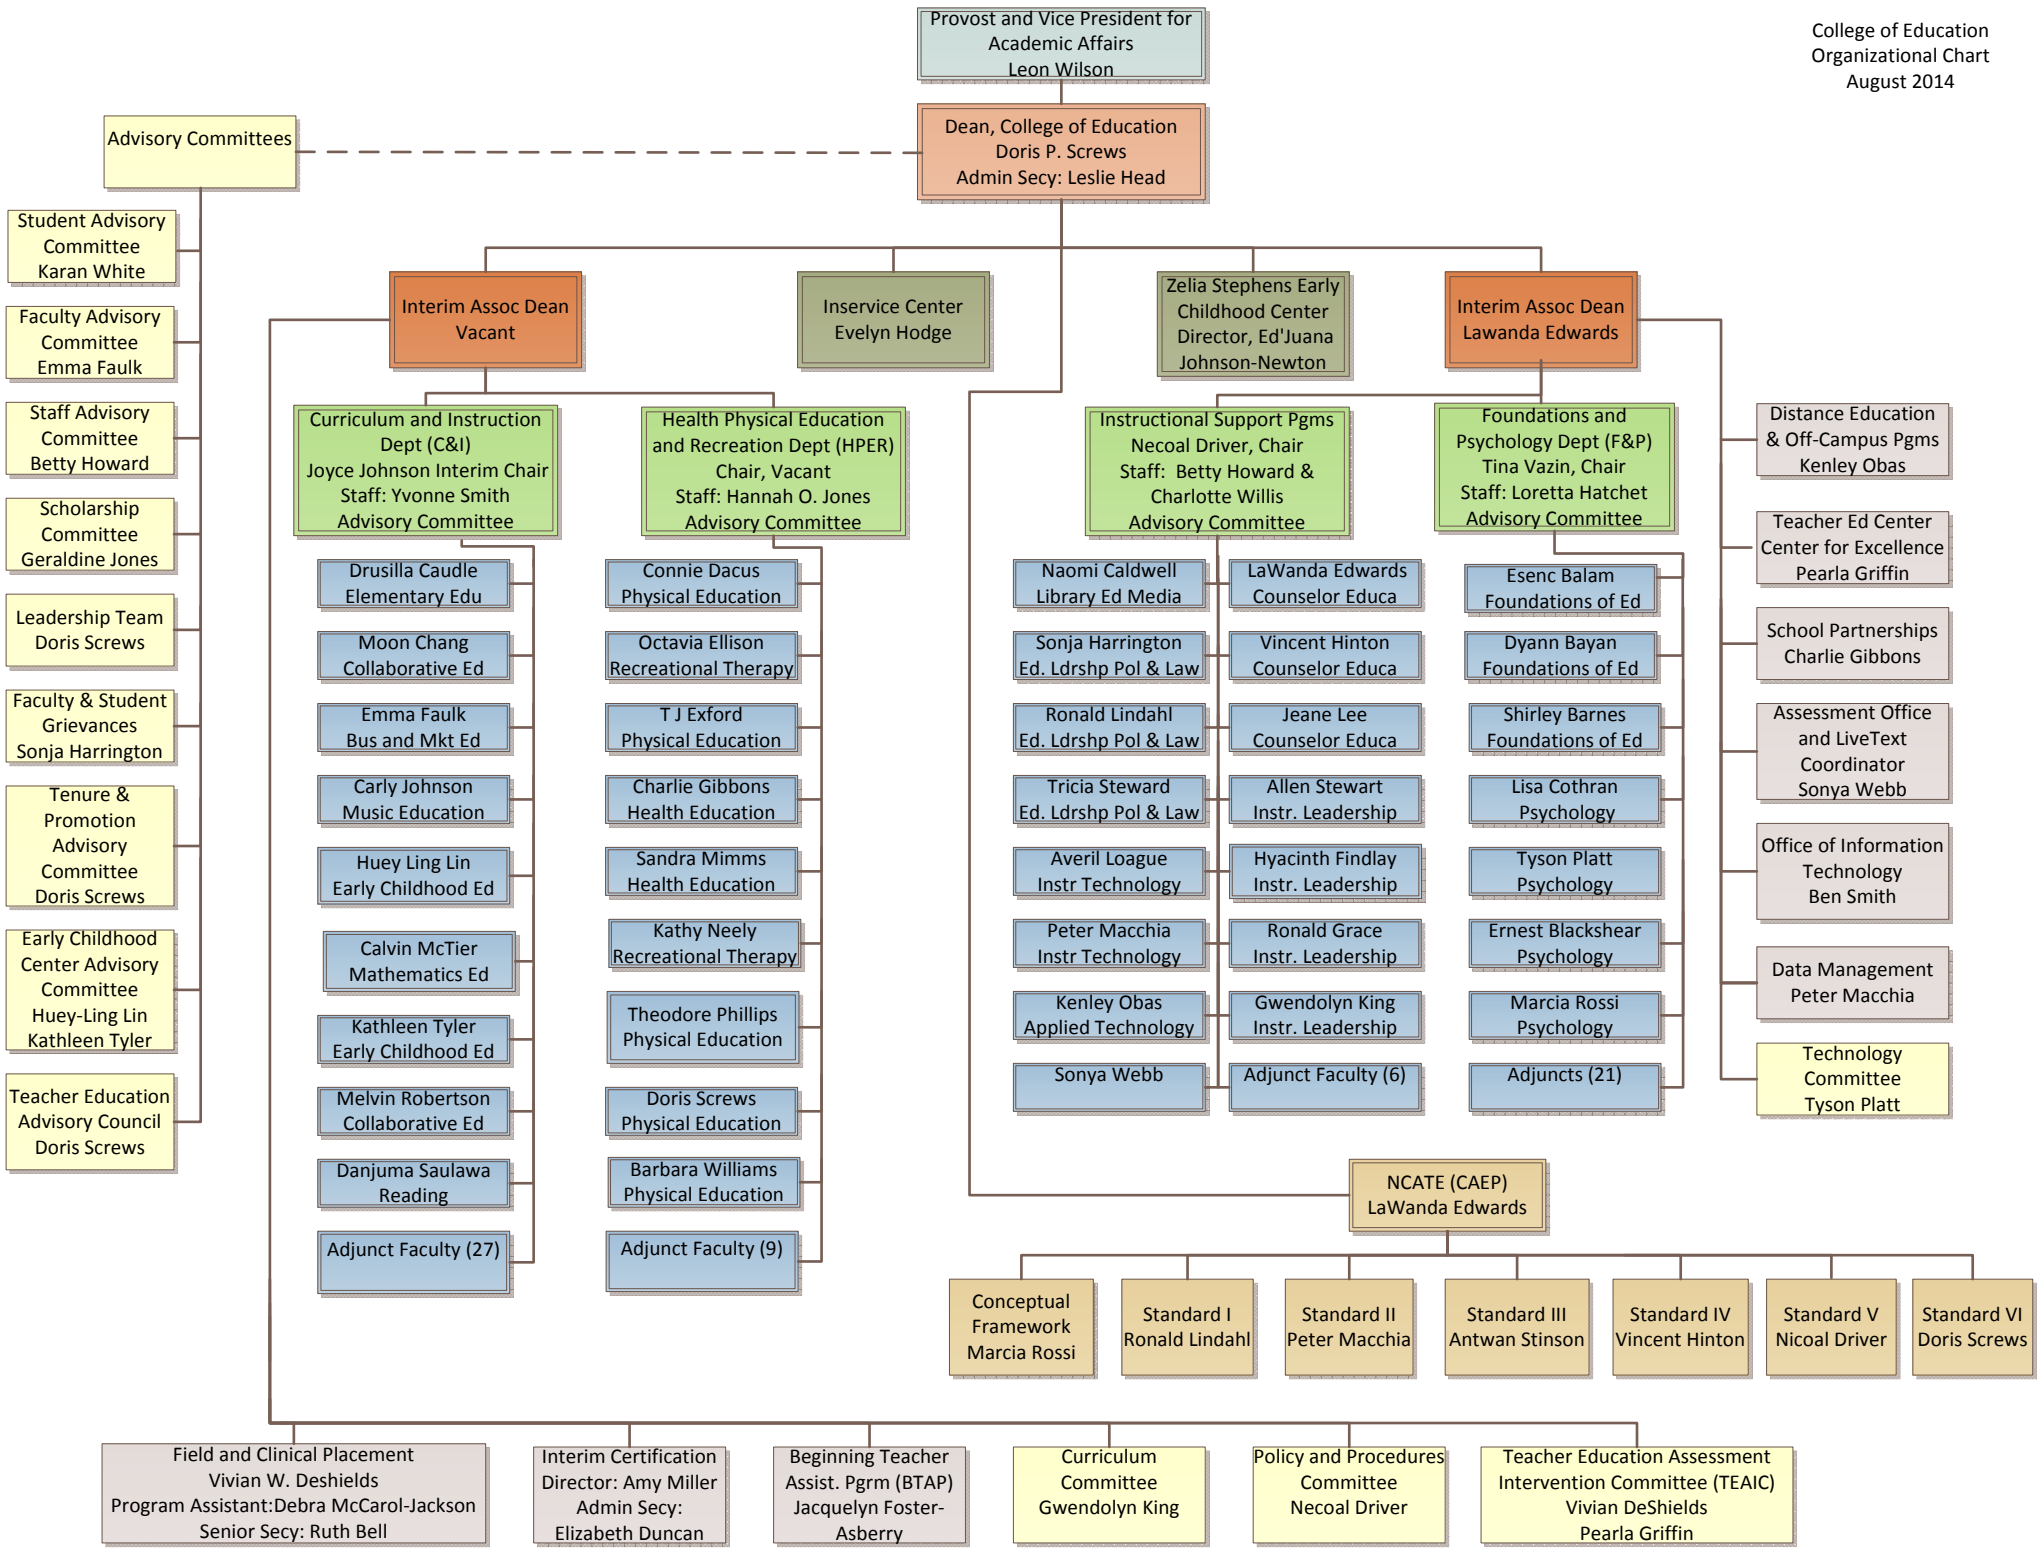 Provost and Vice President for
Academic Affairs
Leon Wilson
College of Education
Organizational Chart
August 2014
Dean, College of Education
Doris P. Screws
Admin Secy: Leslie Head
Advisory Committees
Student Advisory
Committee
Karan White
Faculty Advisory
Committee
Emma Faulk
Staff Advisory
Committee
Betty Howard
Scholarship
Committee
Geraldine Jones
Leadership Team
Doris Screws
Faculty & Student
Grievances
Sonja Harrington
Tenure &
Promotion
Advisory
Committee
Doris Screws
Early Childhood
Center Advisory
Committee
Huey-Ling Lin
Kathleen Tyler
Teacher Education
Advisory Council
Doris Screws
Interim Assoc Dean
Vacant
Inservice Center
Evelyn Hodge
Zelia Stephens Early
Childhood Center
Director, Ed'Juana
Johnson-Newton
Interim Assoc Dean
Lawanda Edwards
Curriculum and Instruction
Dept (C&I)
Joyce Johnson Interim Chair
Staff: Yvonne Smith
Advisory Committee
Drusilla Caudle
Elementary Edu
Moon Chang
Collaborative Ed
Emma Faulk
Bus and Mkt Ed
Carly Johnson
Music Education
Huey Ling Lin
Early Childhood Ed
Calvin McTier
Mathematics Ed
Kathleen Tyler
Early Childhood Ed
Melvin Robertson
Collaborative Ed
Danjuma Saulawa
Reading
Adjunct Faculty (27)
Health Physical Education
and Recreation Dept (HPER)
Chair, Vacant
Staff: Hannah O. Jones
Advisory Committee
Connie Dacus
Physical Education
Octavia Ellison
Recreational Therapy
T J Exford
Physical Education
Charlie Gibbons
Health Education
Sandra Mimms
Health Education
Kathy Neely
Recreational Therapy
Theodore Phillips
Physical Education
Doris Screws
Physical Education
Barbara Williams
Physical Education
Adjunct Faculty (9)
Instructional Support Pgms
Necoal Driver, Chair
Staff: Betty Howard &
Charlotte Willis
Advisory Committee
Naomi Caldwell
Library Ed Media
Sonja Harrington
Ed. Ldrshp Pol & Law
Ronald Lindahl
Ed. Ldrshp Pol & Law
Tricia Steward
Ed. Ldrshp Pol & Law
Averil Loague
Instr Technology
Peter Macchia
Instr Technology
Kenley Obas
Applied Technology
Sonya Webb
LaWanda Edwards
Counselor Educa
Vincent Hinton
Counselor Educa
Jeane Lee
Counselor Educa
Allen Stewart
Instr. Leadership
Hyacinth Findlay
Instr. Leadership
Ronald Grace
Instr. Leadership
Gwendolyn King
Instr. Leadership
Adjunct Faculty (6)
Foundations and
Psychology Dept (F&P)
Tina Vazin, Chair
Staff: Loretta Hatchet
Advisory Committee
Esenc Balam
Foundations of Ed
Dyann Bayan
Foundations of Ed
Shirley Barnes
Foundations of Ed
Lisa Cothran
Psychology
Tyson Platt
Psychology
Ernest Blackshear
Psychology
Marcia Rossi
Psychology
Adjuncts (21)
Distance Education
& Off-Campus Pgms
Kenley Obas
Teacher Ed Center
Center for Excellence
Pearla Griffin
School Partnerships
Charlie Gibbons
Assessment Office
and LiveText
Coordinator
Sonya Webb
Office of Information
Technology
Ben Smith
Data Management
Peter Macchia
Technology
Committee
Tyson Platt
NCATE (CAEP)
LaWanda Edwards
Conceptual
Framework
Marcia Rossi
Standard I
Ronald Lindahl
Standard II
Peter Macchia
Standard III
Antwan Stinson
Standard IV
Vincent Hinton
Standard V
Nicoal Driver
Standard VI
Doris Screws
Field and Clinical Placement
Vivian W. Deshields
Program Assistant:Debra McCarol-Jackson
Senior Secy: Ruth Bell
Interim Certification
Director: Amy Miller
Admin Secy:
Elizabeth Duncan
Beginning Teacher
Assist. Pgrm (BTAP)
Jacquelyn Foster-
Asberry
Curriculum
Committee
Gwendolyn King
Policy and Procedures
Committee
Necoal Driver
Teacher Education Assessment
Intervention Committee (TEAIC)
Vivian DeShields
Pearla Griffin